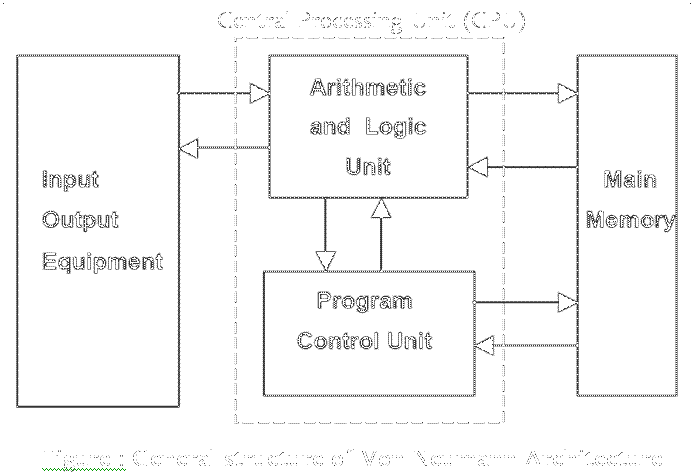 Central Processing Unit (CPU)
Arithmetic
and Logic
Unit
Input
Output
Equipment
Main
Memory
Program
Control Unit
Figure : General structure of Von Neumann Architecture